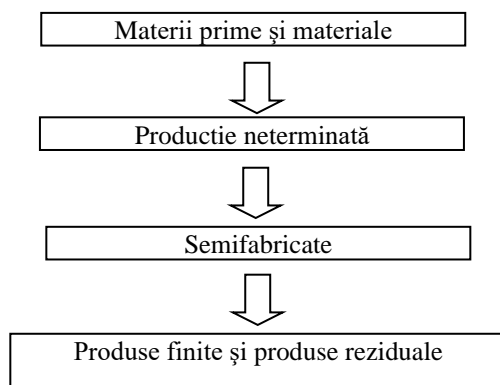 Materii prime şi materiale
Productie neterminată
Semifabricate
Produse finite şi produse reziduale